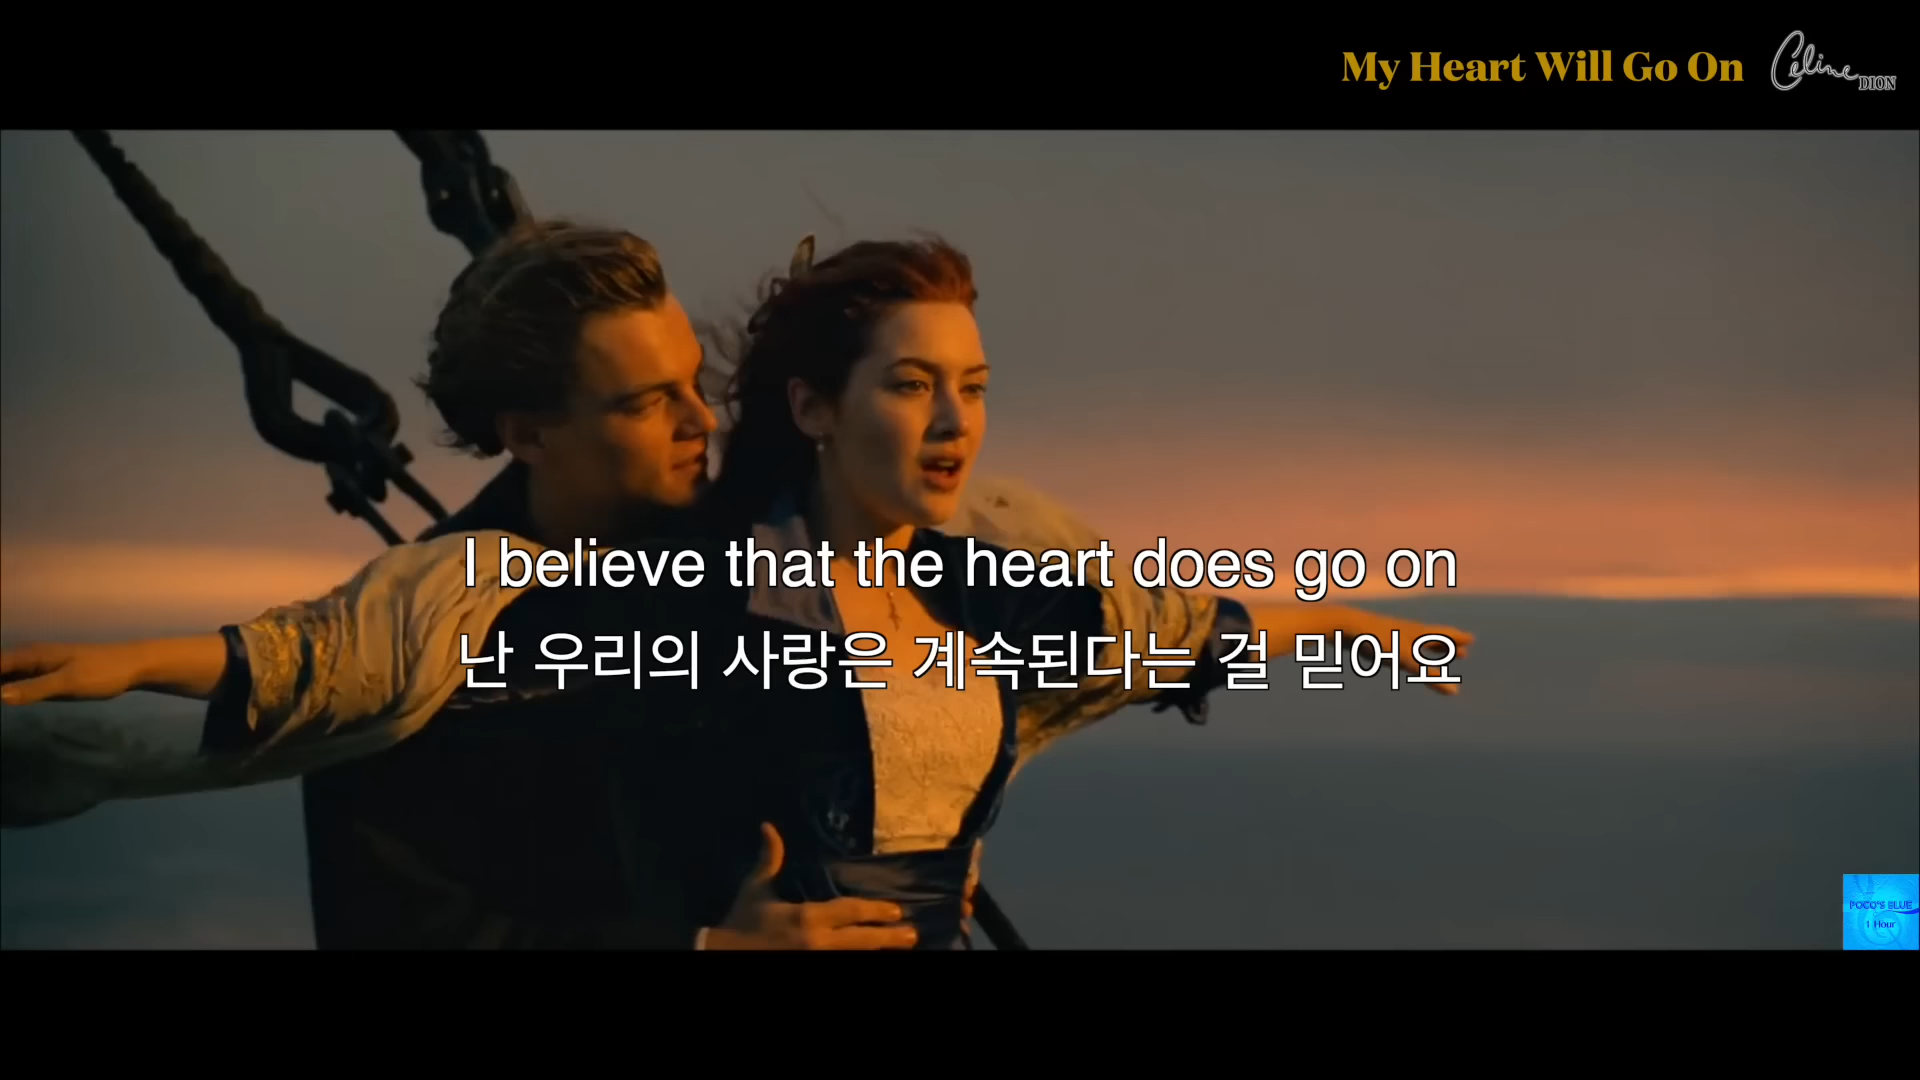 My Heart Will Go On Celine DION
I believe that the heart does go on
난 우리의 사랑은 계속된다는 걸 믿어요
POCO'S BLUE
1 Hour